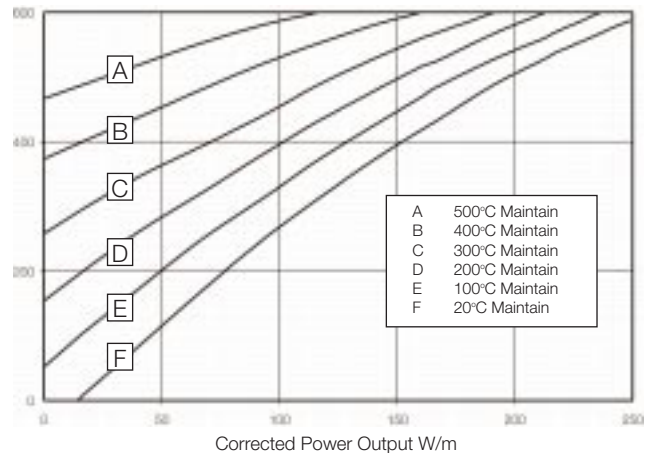 600
A
B
400
C
D
200
E
F
0
A 500°C Maintain
B 400°C Maintain
C 300°C Maintain
D 200°C Maintain
E 100°C Maintain
F 20°C Maintain
0 50 100 150 200 250
Corrected Power Output W/m